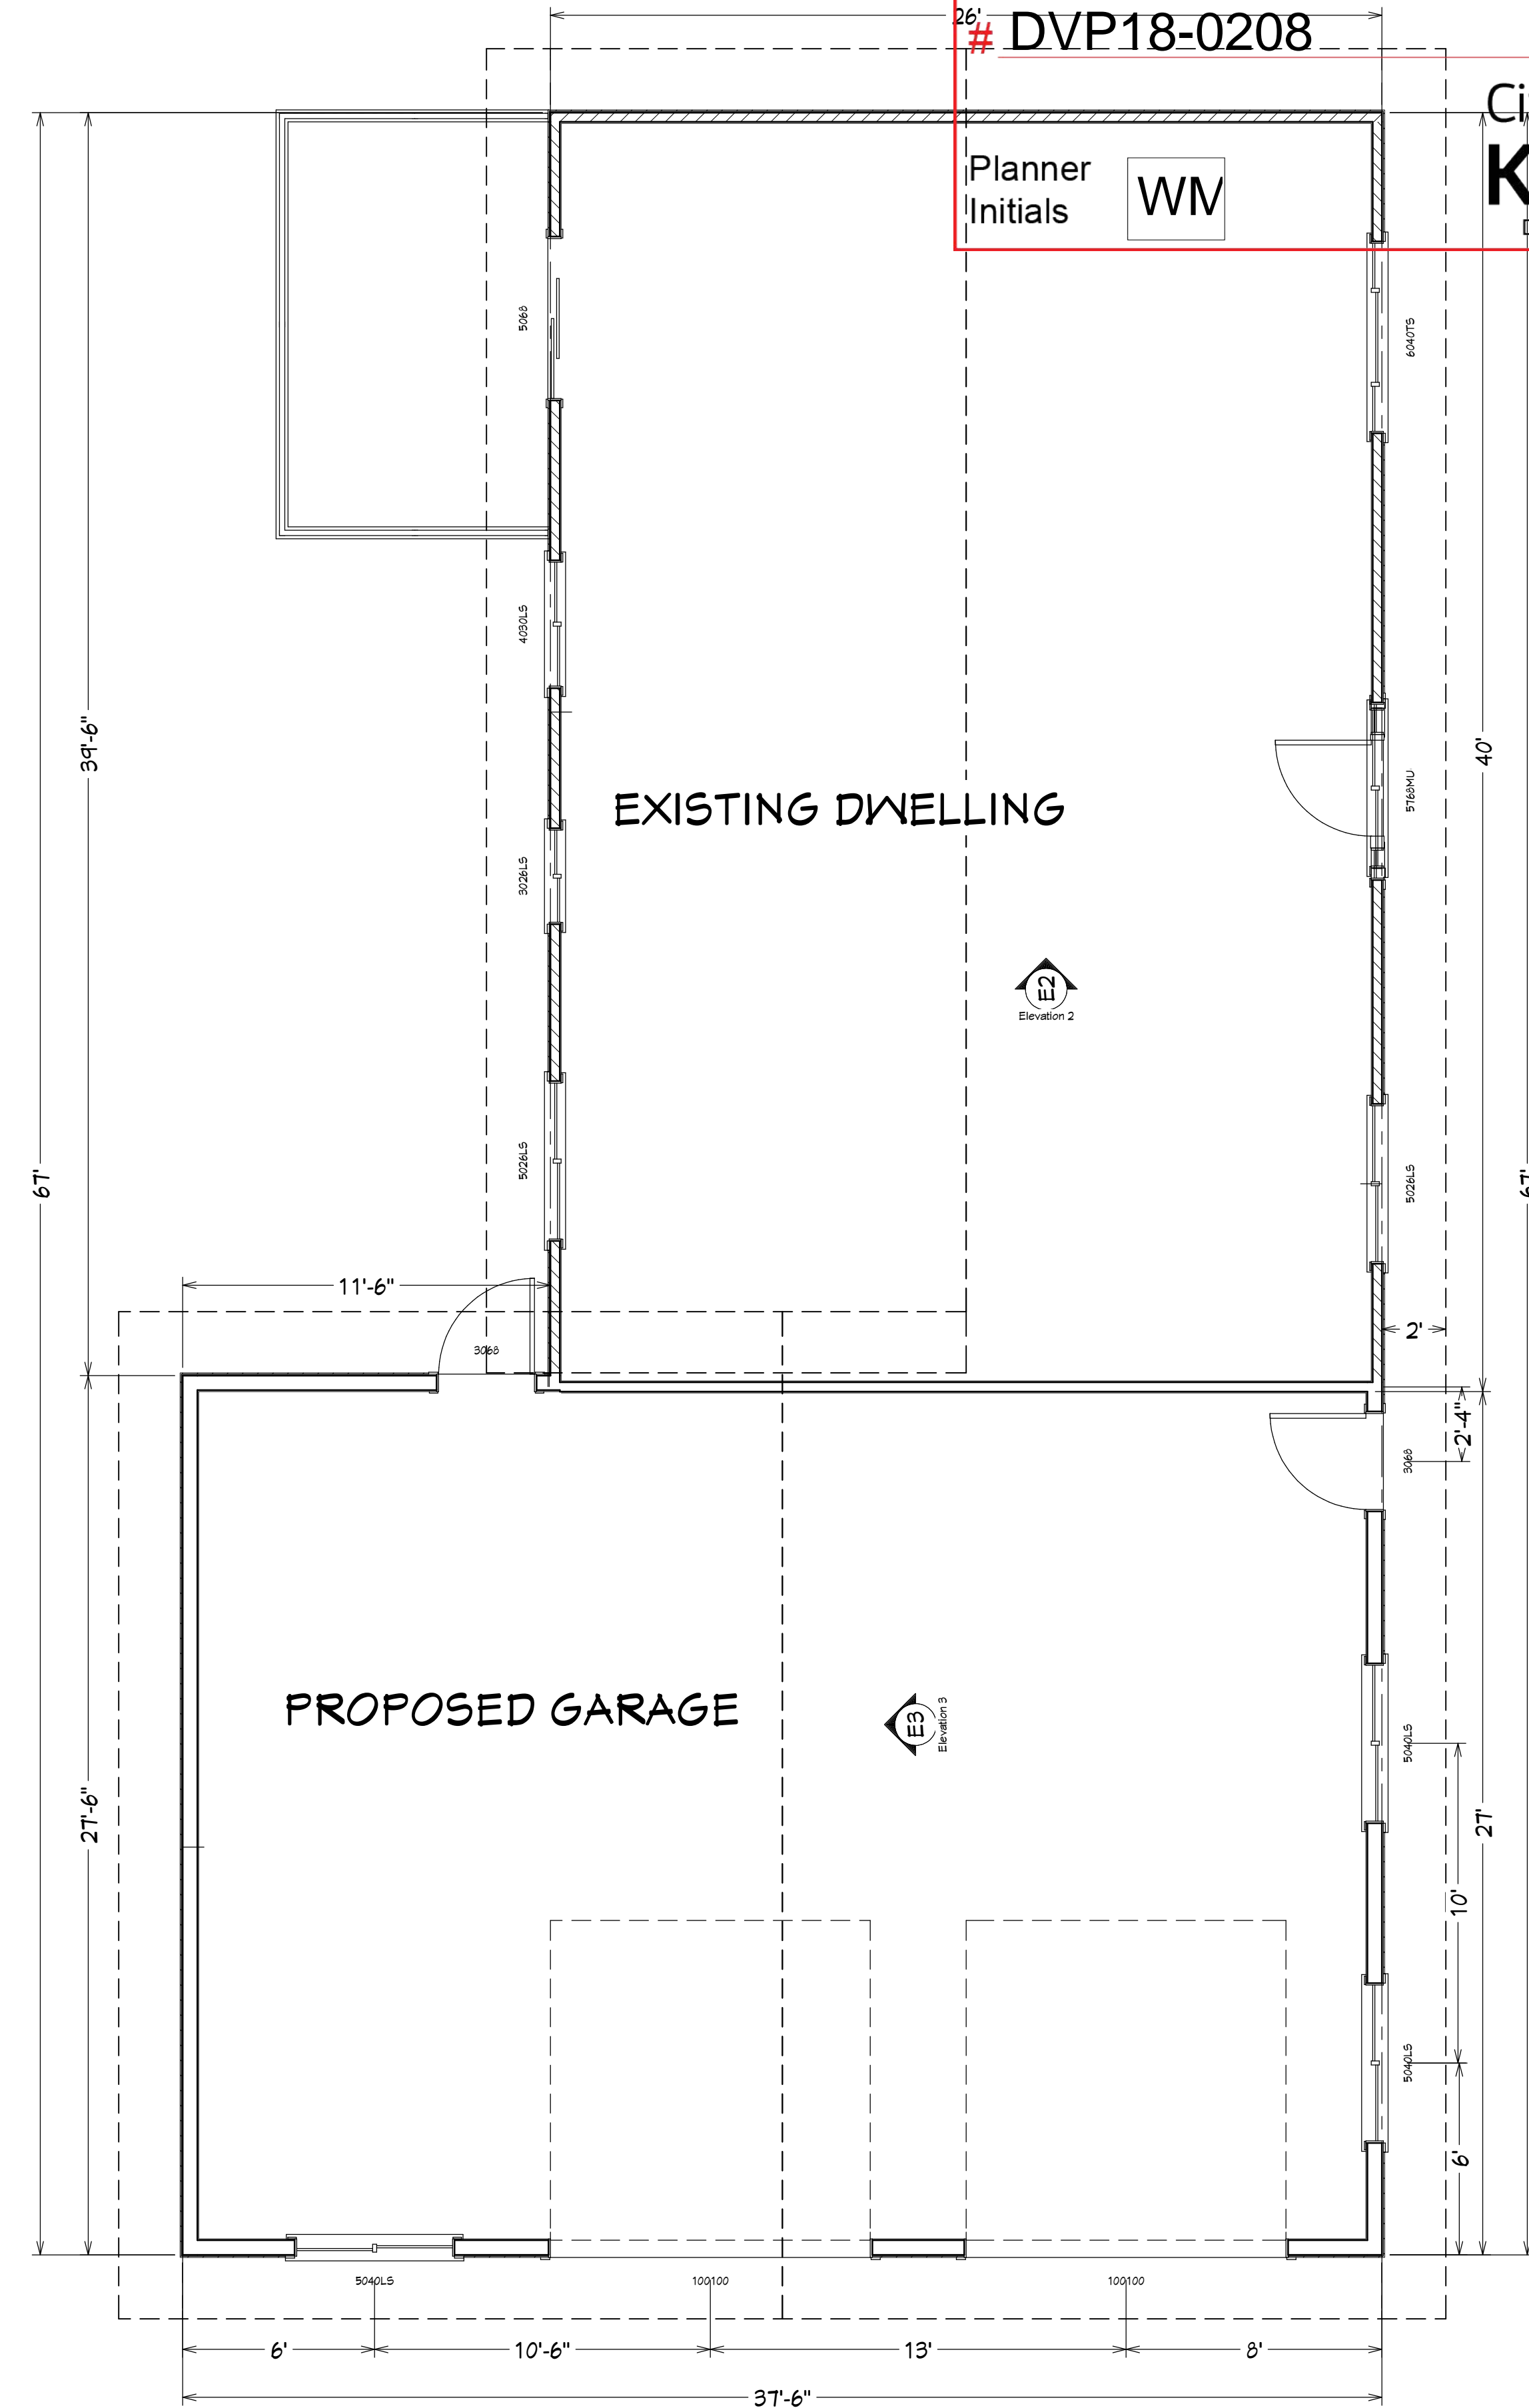 26'
# DVP18-0208
Planner
Initials
WM
5068
6040TS
4030LS
39'-6"
40'
5768MU
EXISTING DWELLING
3026LS
E2
Elevation 2
67'
67'
5026LS
5026LS
11'-6"
2'
3068
2'-4"
3068
PROPOSED GARAGE
E3
Elevation 3
5040LS
27'-6"
27'
10'
5040LS
6'
5040LS
100100
100100
6'
10'-6"
13'
8'
37'-6"